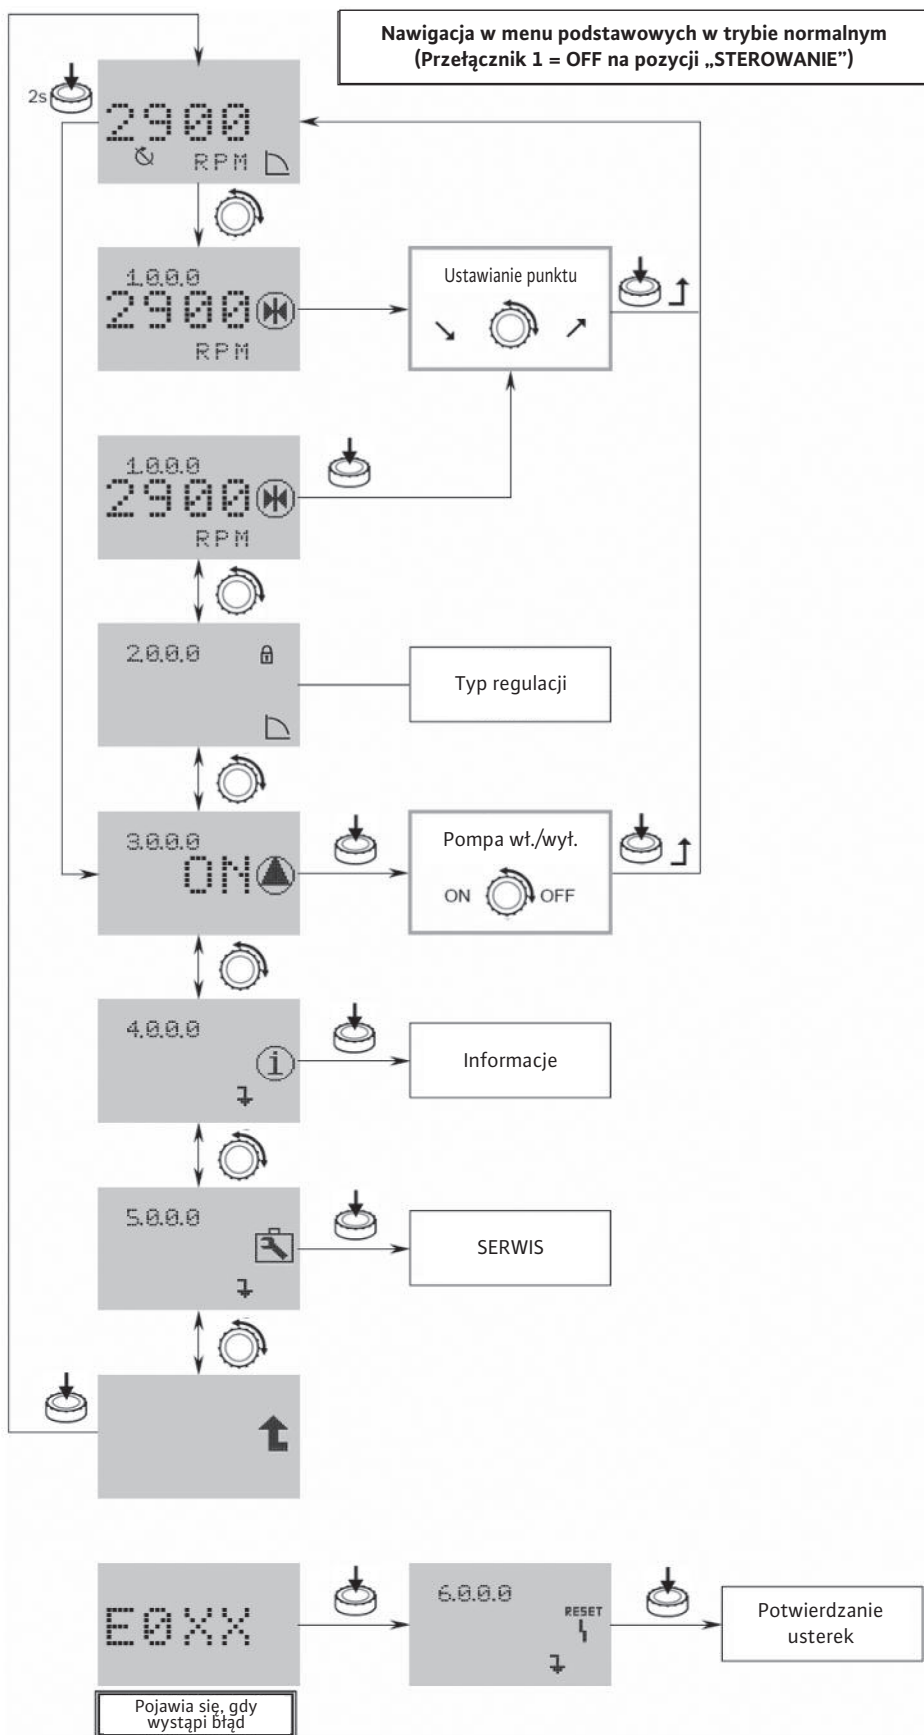 Nawigacja w menu podstawowych w trybie normalnym
(Przełącznik 1 = OFF na pozycji „STEROWANIE”)
2s
2900
RPM
1.0.0.0
2900
RPM
Ustawianie punktu
1.0.0.0
2900
RPM
2.0.0.0
Typ regulacji
3.0.0.0
ON
Pompa wł./wył.
ON OFF
4.0.0.0
i
Informacje
5.0.0.0
SERWIS
E0XX
6.0.0.0
RESET
Potwierdzanie
usterek
Pojawia się, gdy
wystąpi błąd